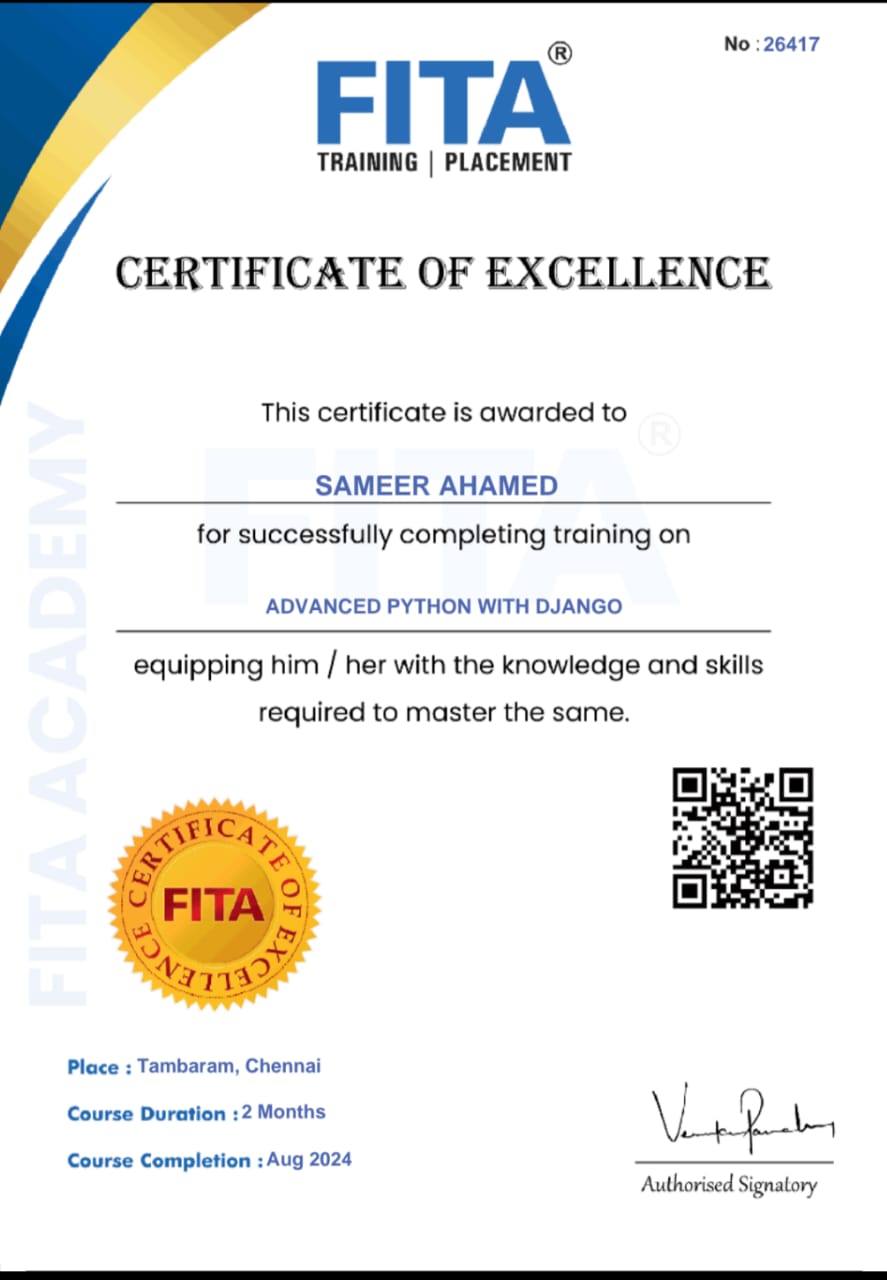 No : 26417
FITA®
TRAINING | PLACEMENT
CERTIFICATE OF EXCELLENCE
This certificate is awarded to
SAMEER AHAMED
for successfully completing training on
ADVANCED PYTHON WITH DJANGO
equipping him / her with the knowledge and skills
required to master the same.
FITA ACADEMY
FITA®
CERTIFICATE OF EXCELLENCE
FITA
Place : Tambaram, Chennai
Course Duration : 2 Months
Course Completion : Aug 2024
Authorised Signatory